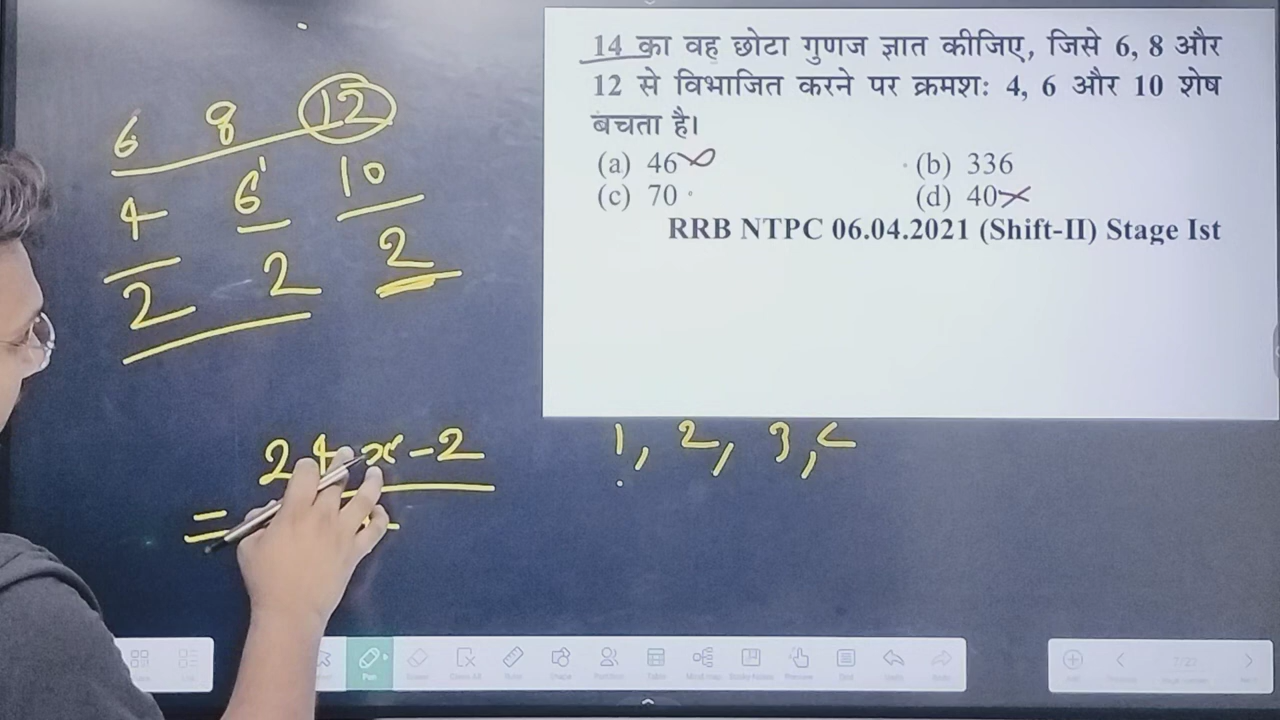 14 का वह छोटा गुणज ज्ञात कीजिए, जिसे 6, 8 और
12 से विभाजित करने पर क्रमशः 4, 6 और 10 शेष
बचता है।
(a) 46 (b) 336
(c) 70 (d) 40
RRB NTPC 06.04.2021 (Shift-II) Stage Ist
6 8 12
4 6 10
2 2 2
24x-2
=
1, 2, 3,
Pen